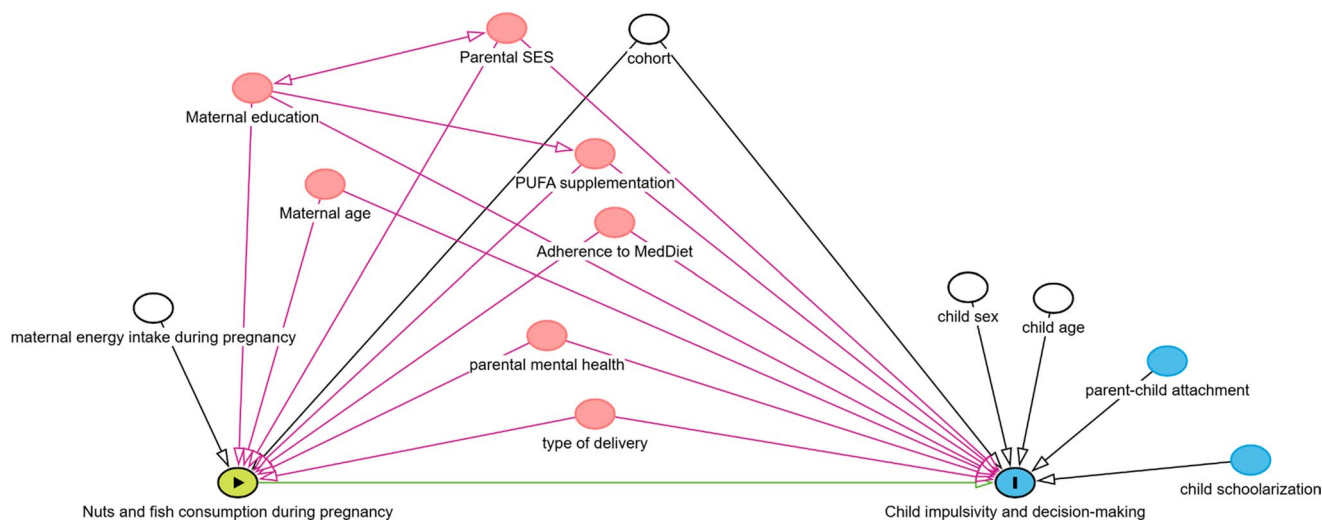 Parental SES
cohort
Maternal education
PUFA supplementation
Maternal age
Adherence to MedDiet
child sex
child age
maternal energy intake during pregnancy
parental mental health
parent-child attachment
type of delivery
child schoolarization
Nuts and fish consumption during pregnancy
Child impulsivity and decision-making